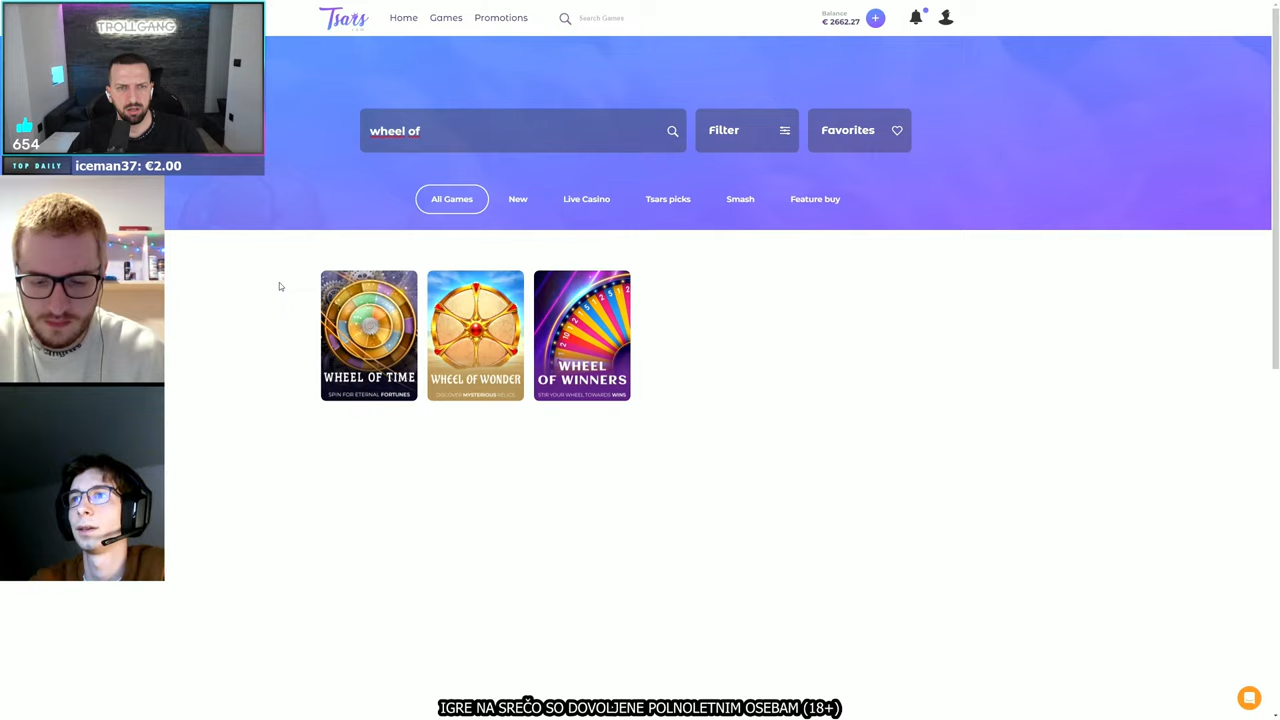 TROLLGANG
654
TOP DAILY
iceman37: €2.00
Tsars
Home
Games
Promotions
Search Games
Balance
€ 2662.27
wheel of
Filter
Favorites
All Games
New
Live Casino
Tsars picks
Smash
Feature buy
WHEEL OF TIME
SPIN FOR ETERNAL FORTUNES
WHEEL OF WONDER
DISCOVER MYSTERIOUS RELICS
WHEEL
OF WINNERS
STIR YOUR WHEEL TOWARDS WINS
IGRE NA SREČO SO DOVOLJENE POLNOLETNIM OSEBAM (18+)